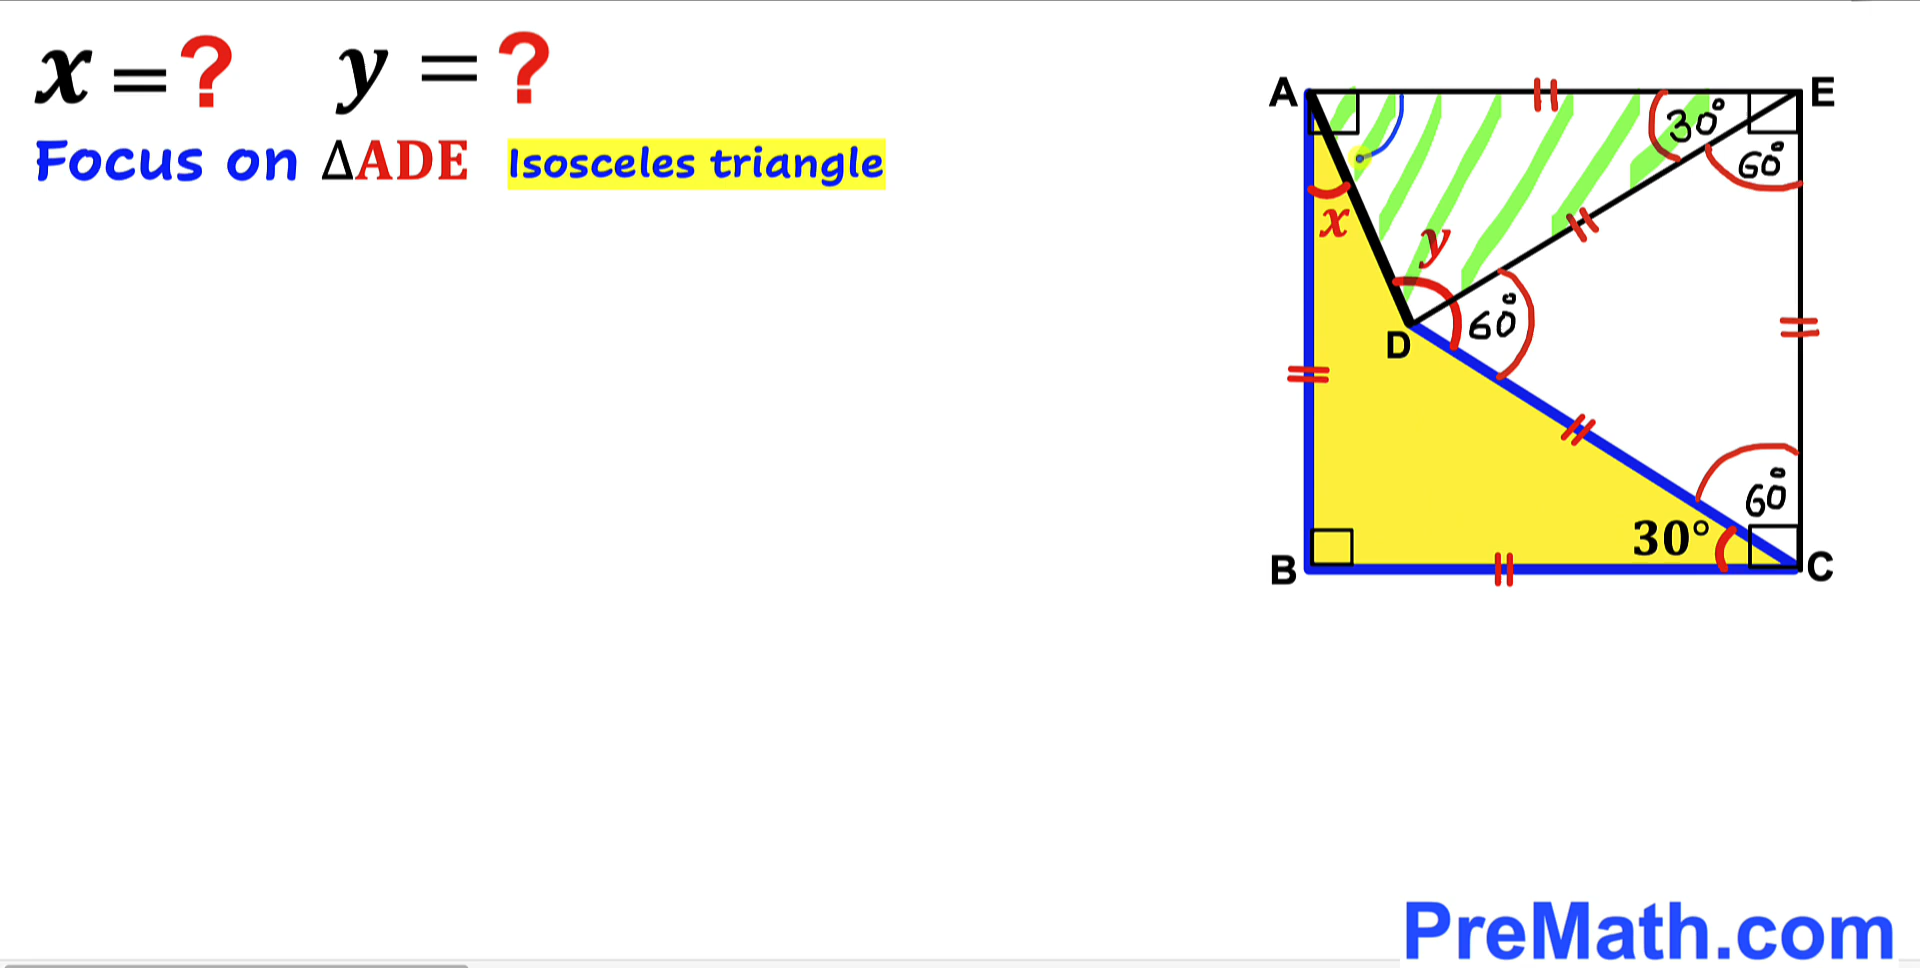 x = ? y = ?
Focus on ΔADE Isosceles triangle
A E
30°
60°
x
y
60°
D
60°
30°
B C
PreMath.com